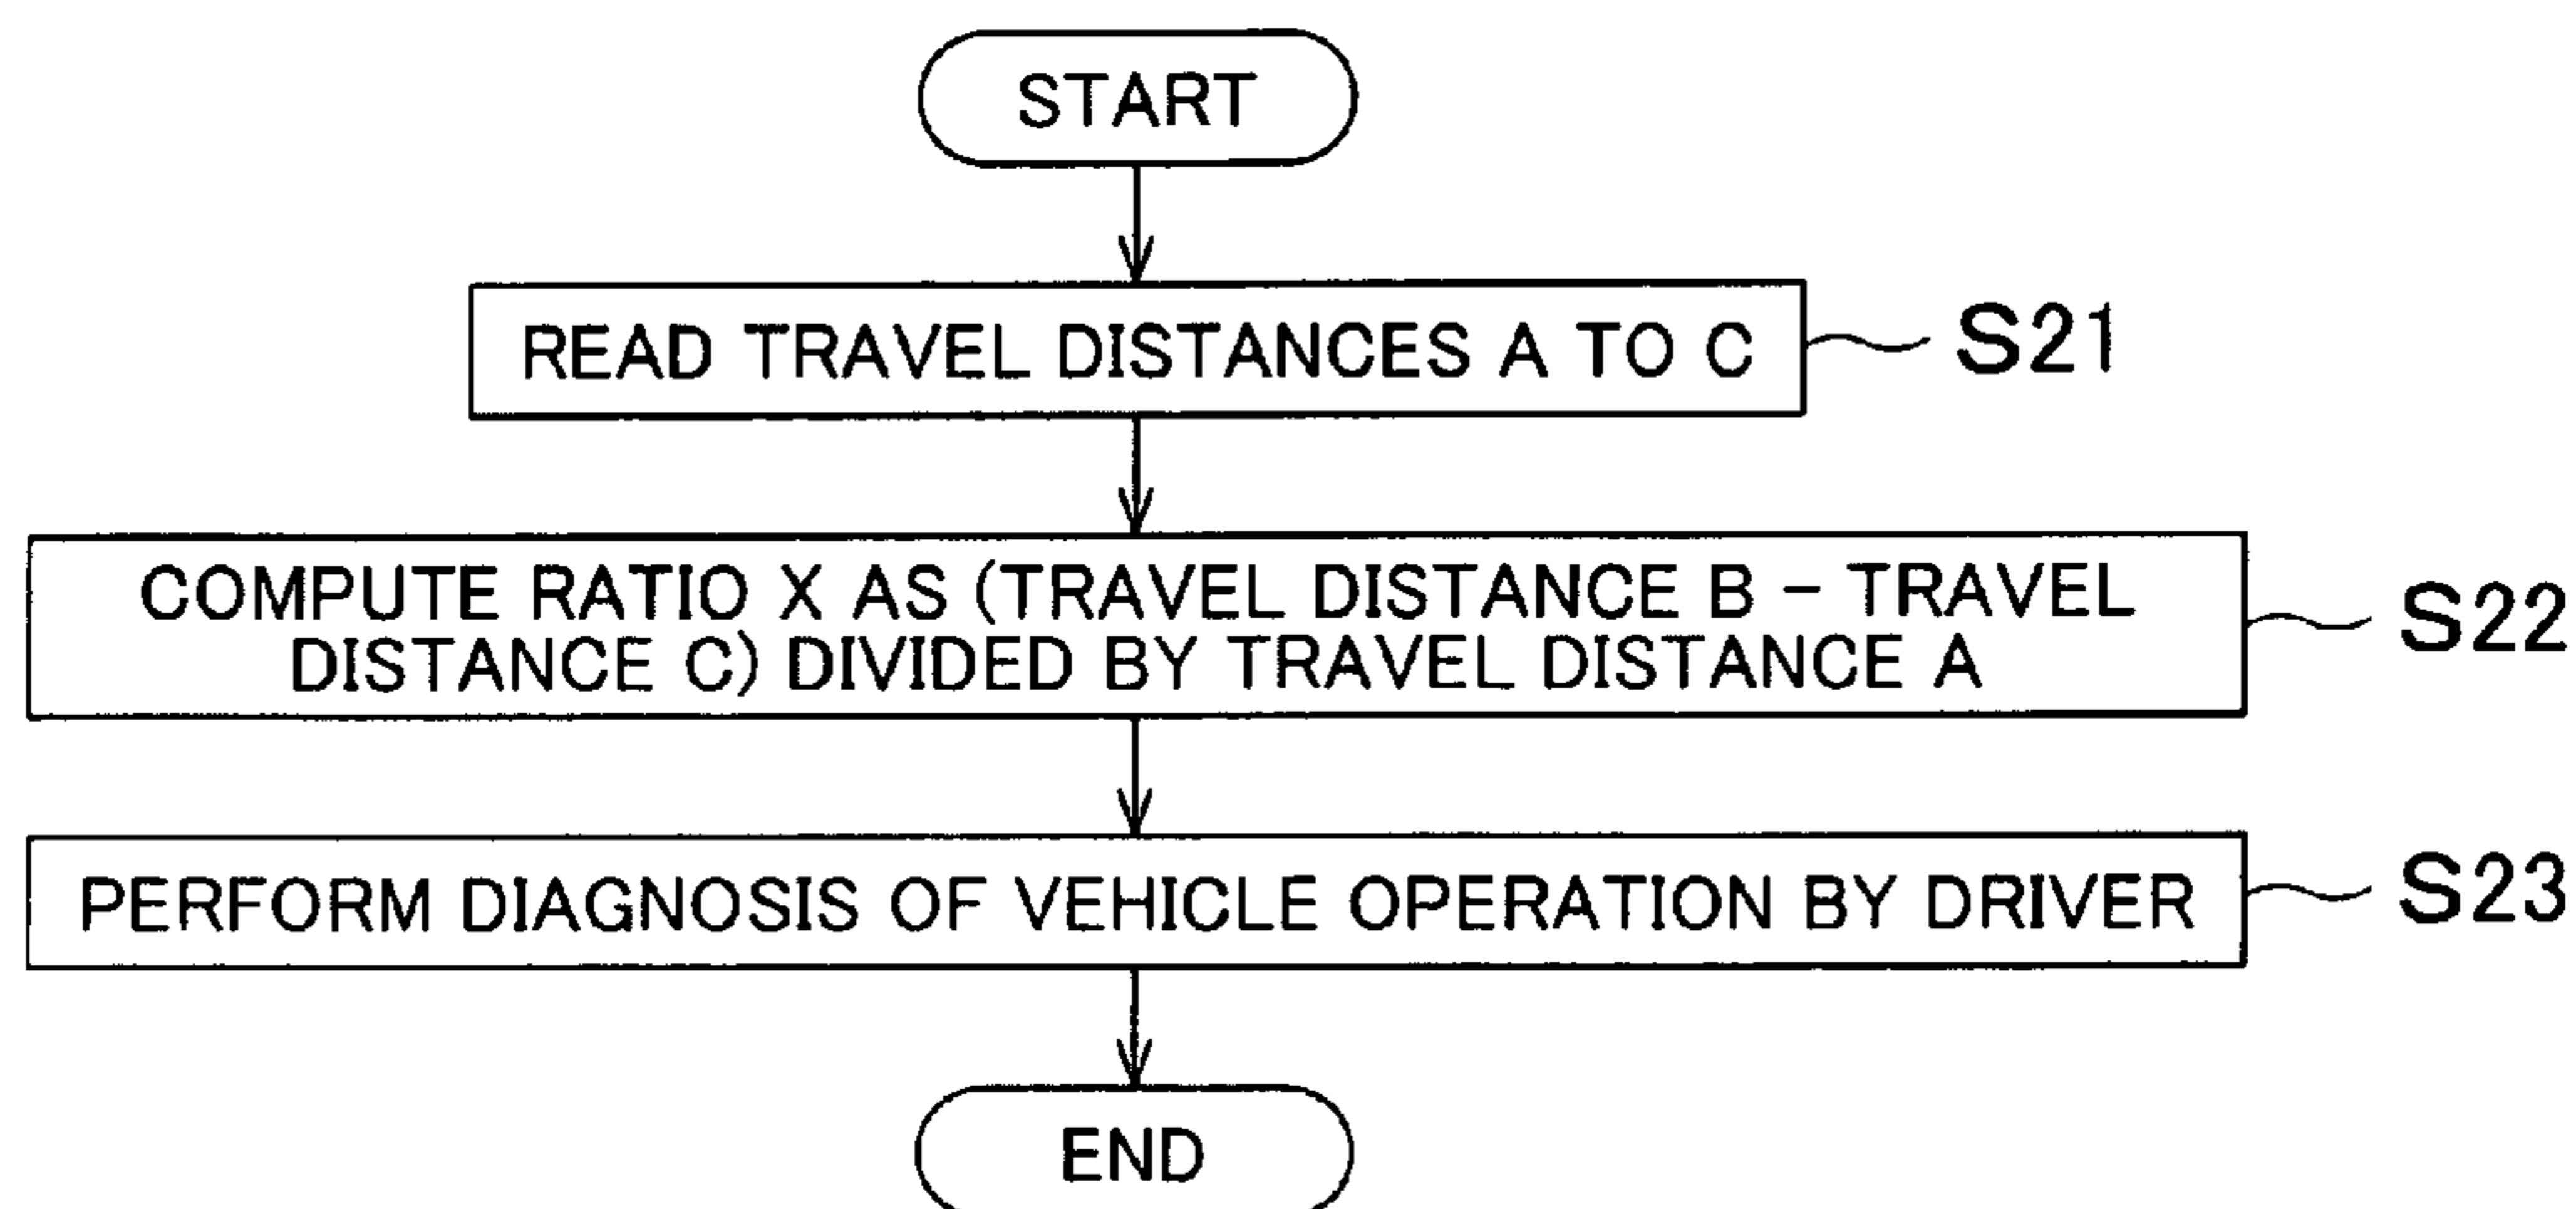 START
READ TRAVEL DISTANCES A TO C
S21
COMPUTE RATIO X AS (TRAVEL DISTANCE B − TRAVEL
DISTANCE C) DIVIDED BY TRAVEL DISTANCE A
S22
PERFORM DIAGNOSIS OF VEHICLE OPERATION BY DRIVER
S23
END